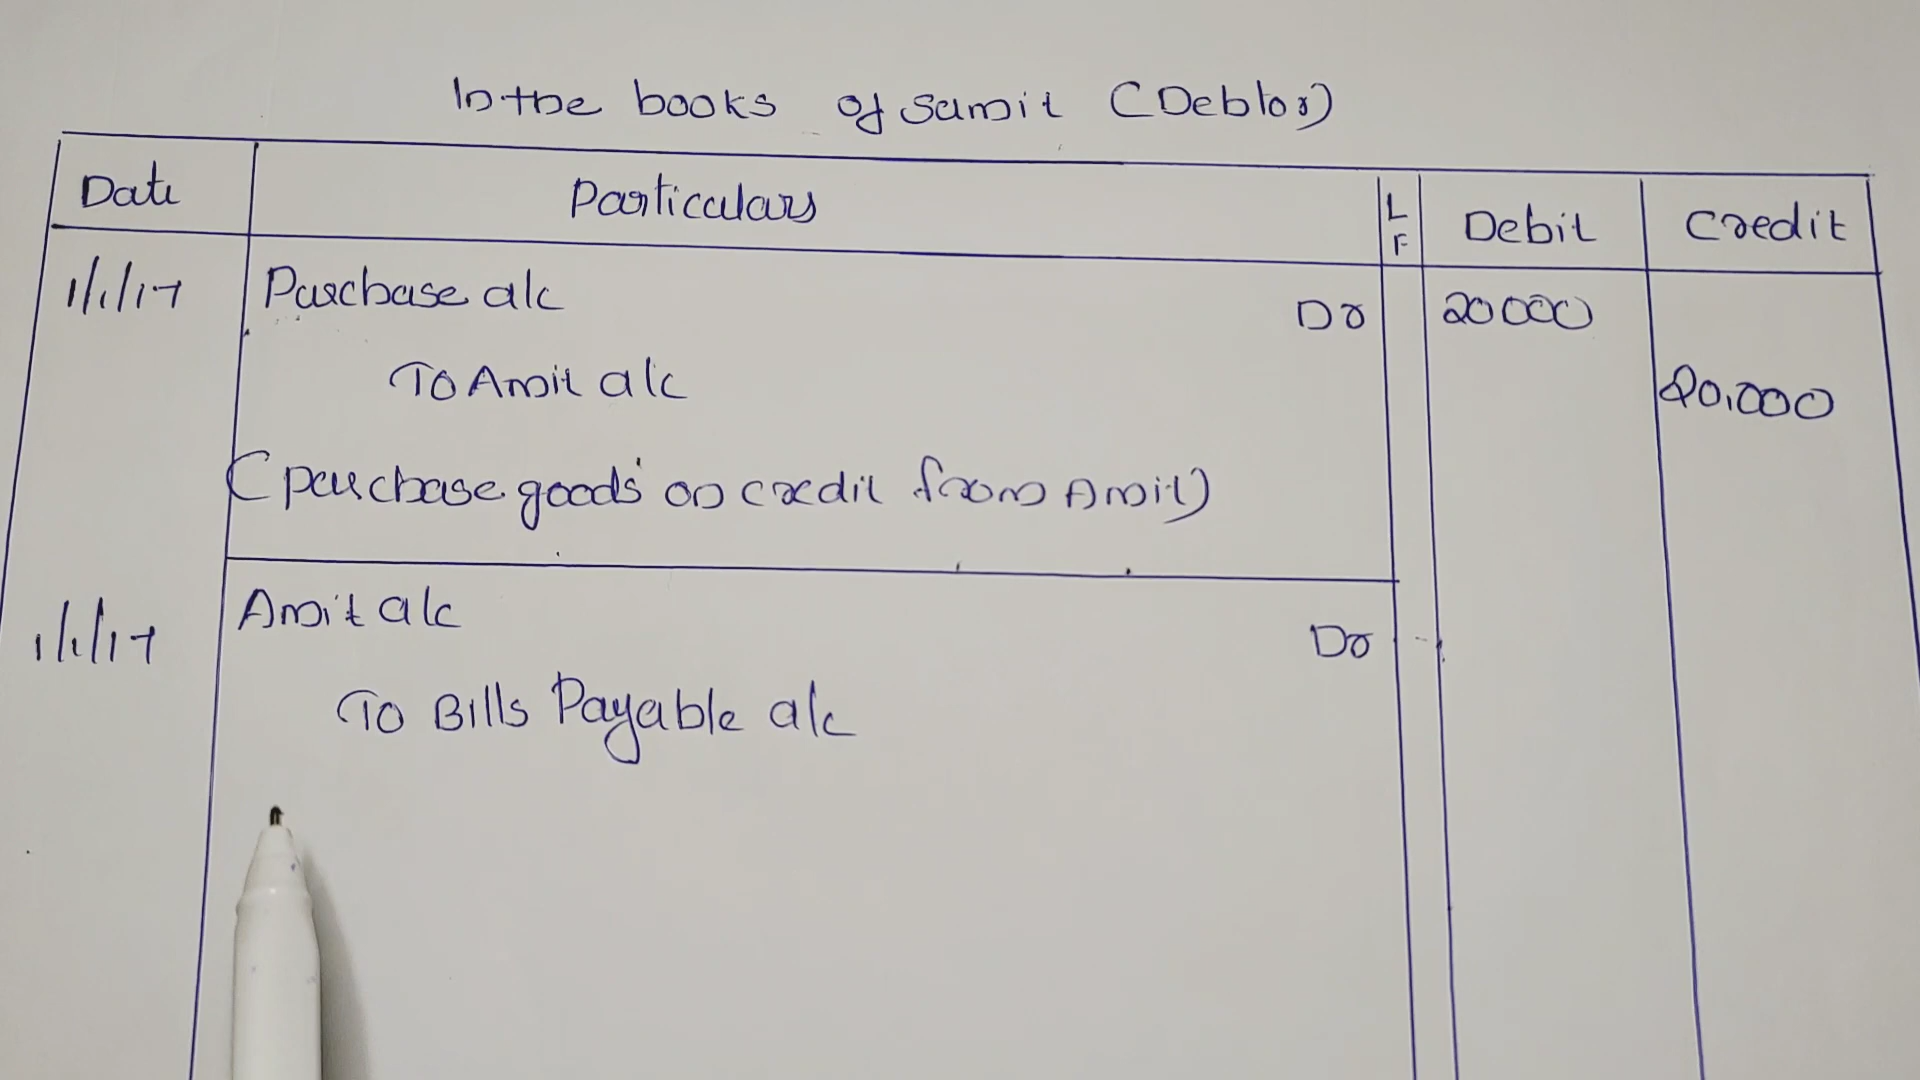 In the books of Sumit (Debtor)
Date Particulars L F Debit Credit
1/1/17 Purchase a/c Dr 20000
To Amit a/c 20,000
(purchase goods on credit from Amit)
1/1/17 Amit a/c Dr
To Bills Payable a/c